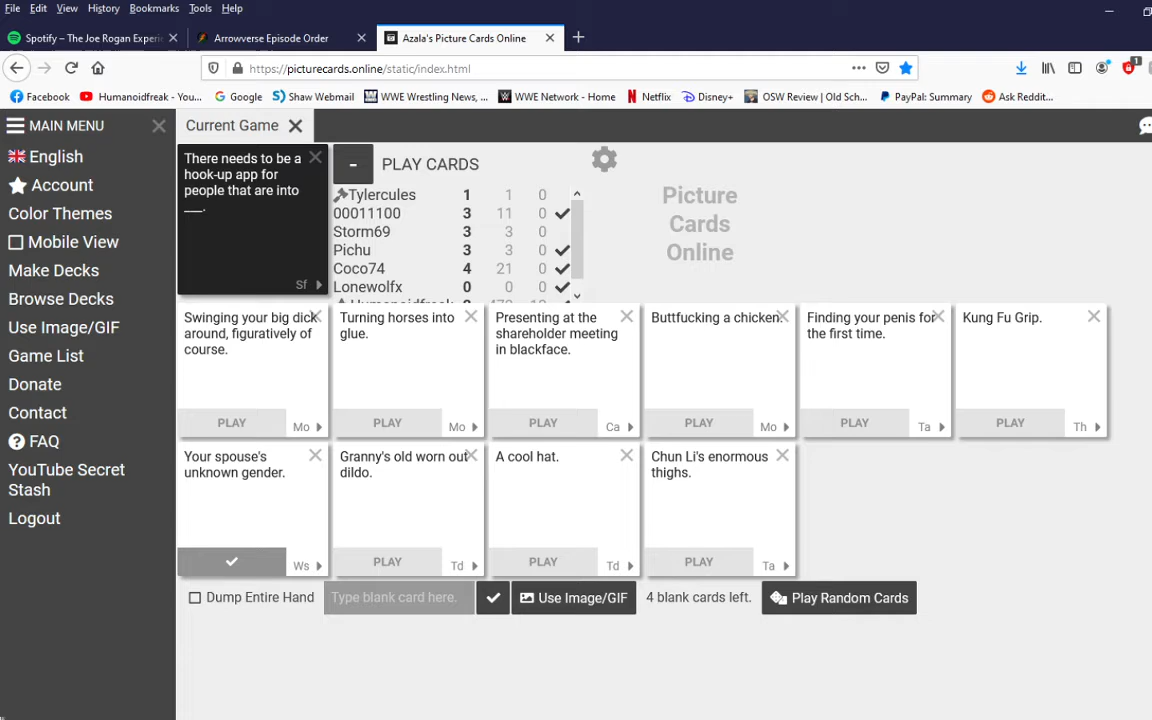 File Edit View History Bookmarks Tools Help
Spotify – The Joe Rogan Experi
Arrowverse Episode Order
Azala's Picture Cards Online
https://picturecards.online/static/index.html
1
Facebook
Humanoidfreak - You...
Google
Shaw Webmail
WWE Wrestling News, ...
WWE Network - Home
Netflix
Disney+
OSW Review | Old Sch...
PayPal: Summary
Ask Reddit...
MAIN MENU
English
Account
Color Themes
Mobile View
Make Decks
Browse Decks
Use Image/GIF
Game List
Donate
Contact
FAQ
YouTube Secret
Stash
Logout
Current Game
There needs to be a
hook-up app for
people that are into
___.
Sf
- PLAY CARDS
Tylercules 1 1 0
00011100 3 11 0
Storm69 3 3 0
Pichu 3 3 0
Coco74 4 21 0
Lonewolfx 0 0 0
Humanoidfreak
Picture
Cards
Online
Swinging your big dick
around, figuratively of
course.
PLAY Mo
Turning horses into
glue.
PLAY Mo
Presenting at the
shareholder meeting
in blackface.
PLAY Ca
Buttfucking a chicken.
PLAY Mo
Finding your penis for
the first time.
PLAY Ta
Kung Fu Grip.
PLAY Th
Your spouse's
unknown gender.
Ws
Granny's old worn out
dildo.
PLAY Td
A cool hat.
PLAY Td
Chun Li's enormous
thighs.
PLAY Ta
Dump Entire Hand
Type blank card here.
Use Image/GIF
4 blank cards left.
Play Random Cards